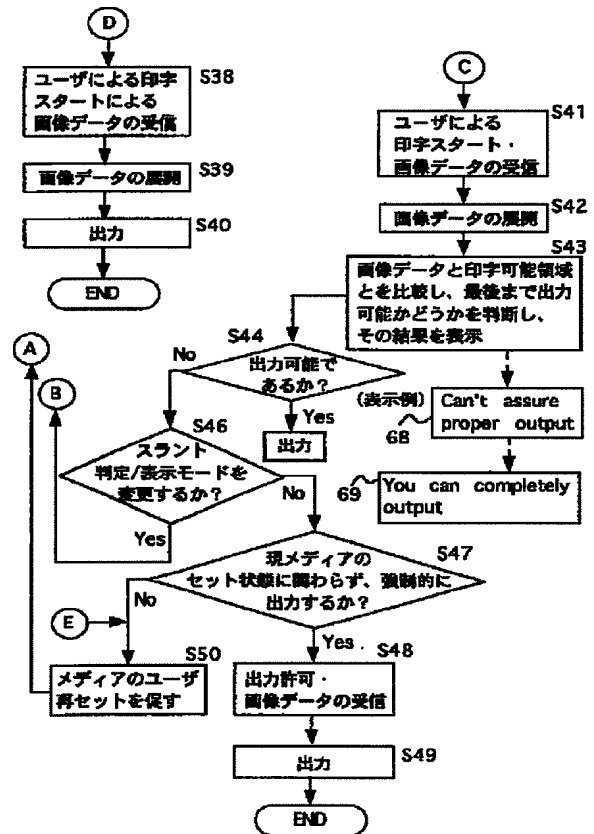 D
ユーザによる印字
スタートによる
画像データの受信
S38
画像データの展開
S39
出力
S40
END
C
ユーザによる
印字スタート・
画像データの受信
S41
画像データの展開
S42
S43
画像データと印字可能領域
とを比較し、最後まで出力
可能かどうかを判断し、
その結果を表示
A
B
S44
出力可能で
あるか？
No
Yes
出力
(表示例)
68
Can't assure
proper output
69
You can completely
output
S46
スラント
判定/表示モードを
変更するか？
No
Yes
S47
現メディアの
セット状態に関わらず、強制的に
出力するか？
No
Yes
E
S50
メディアのユーザ
再セットを促す
S48
出力許可・
画像データの受信
S49
出力
END